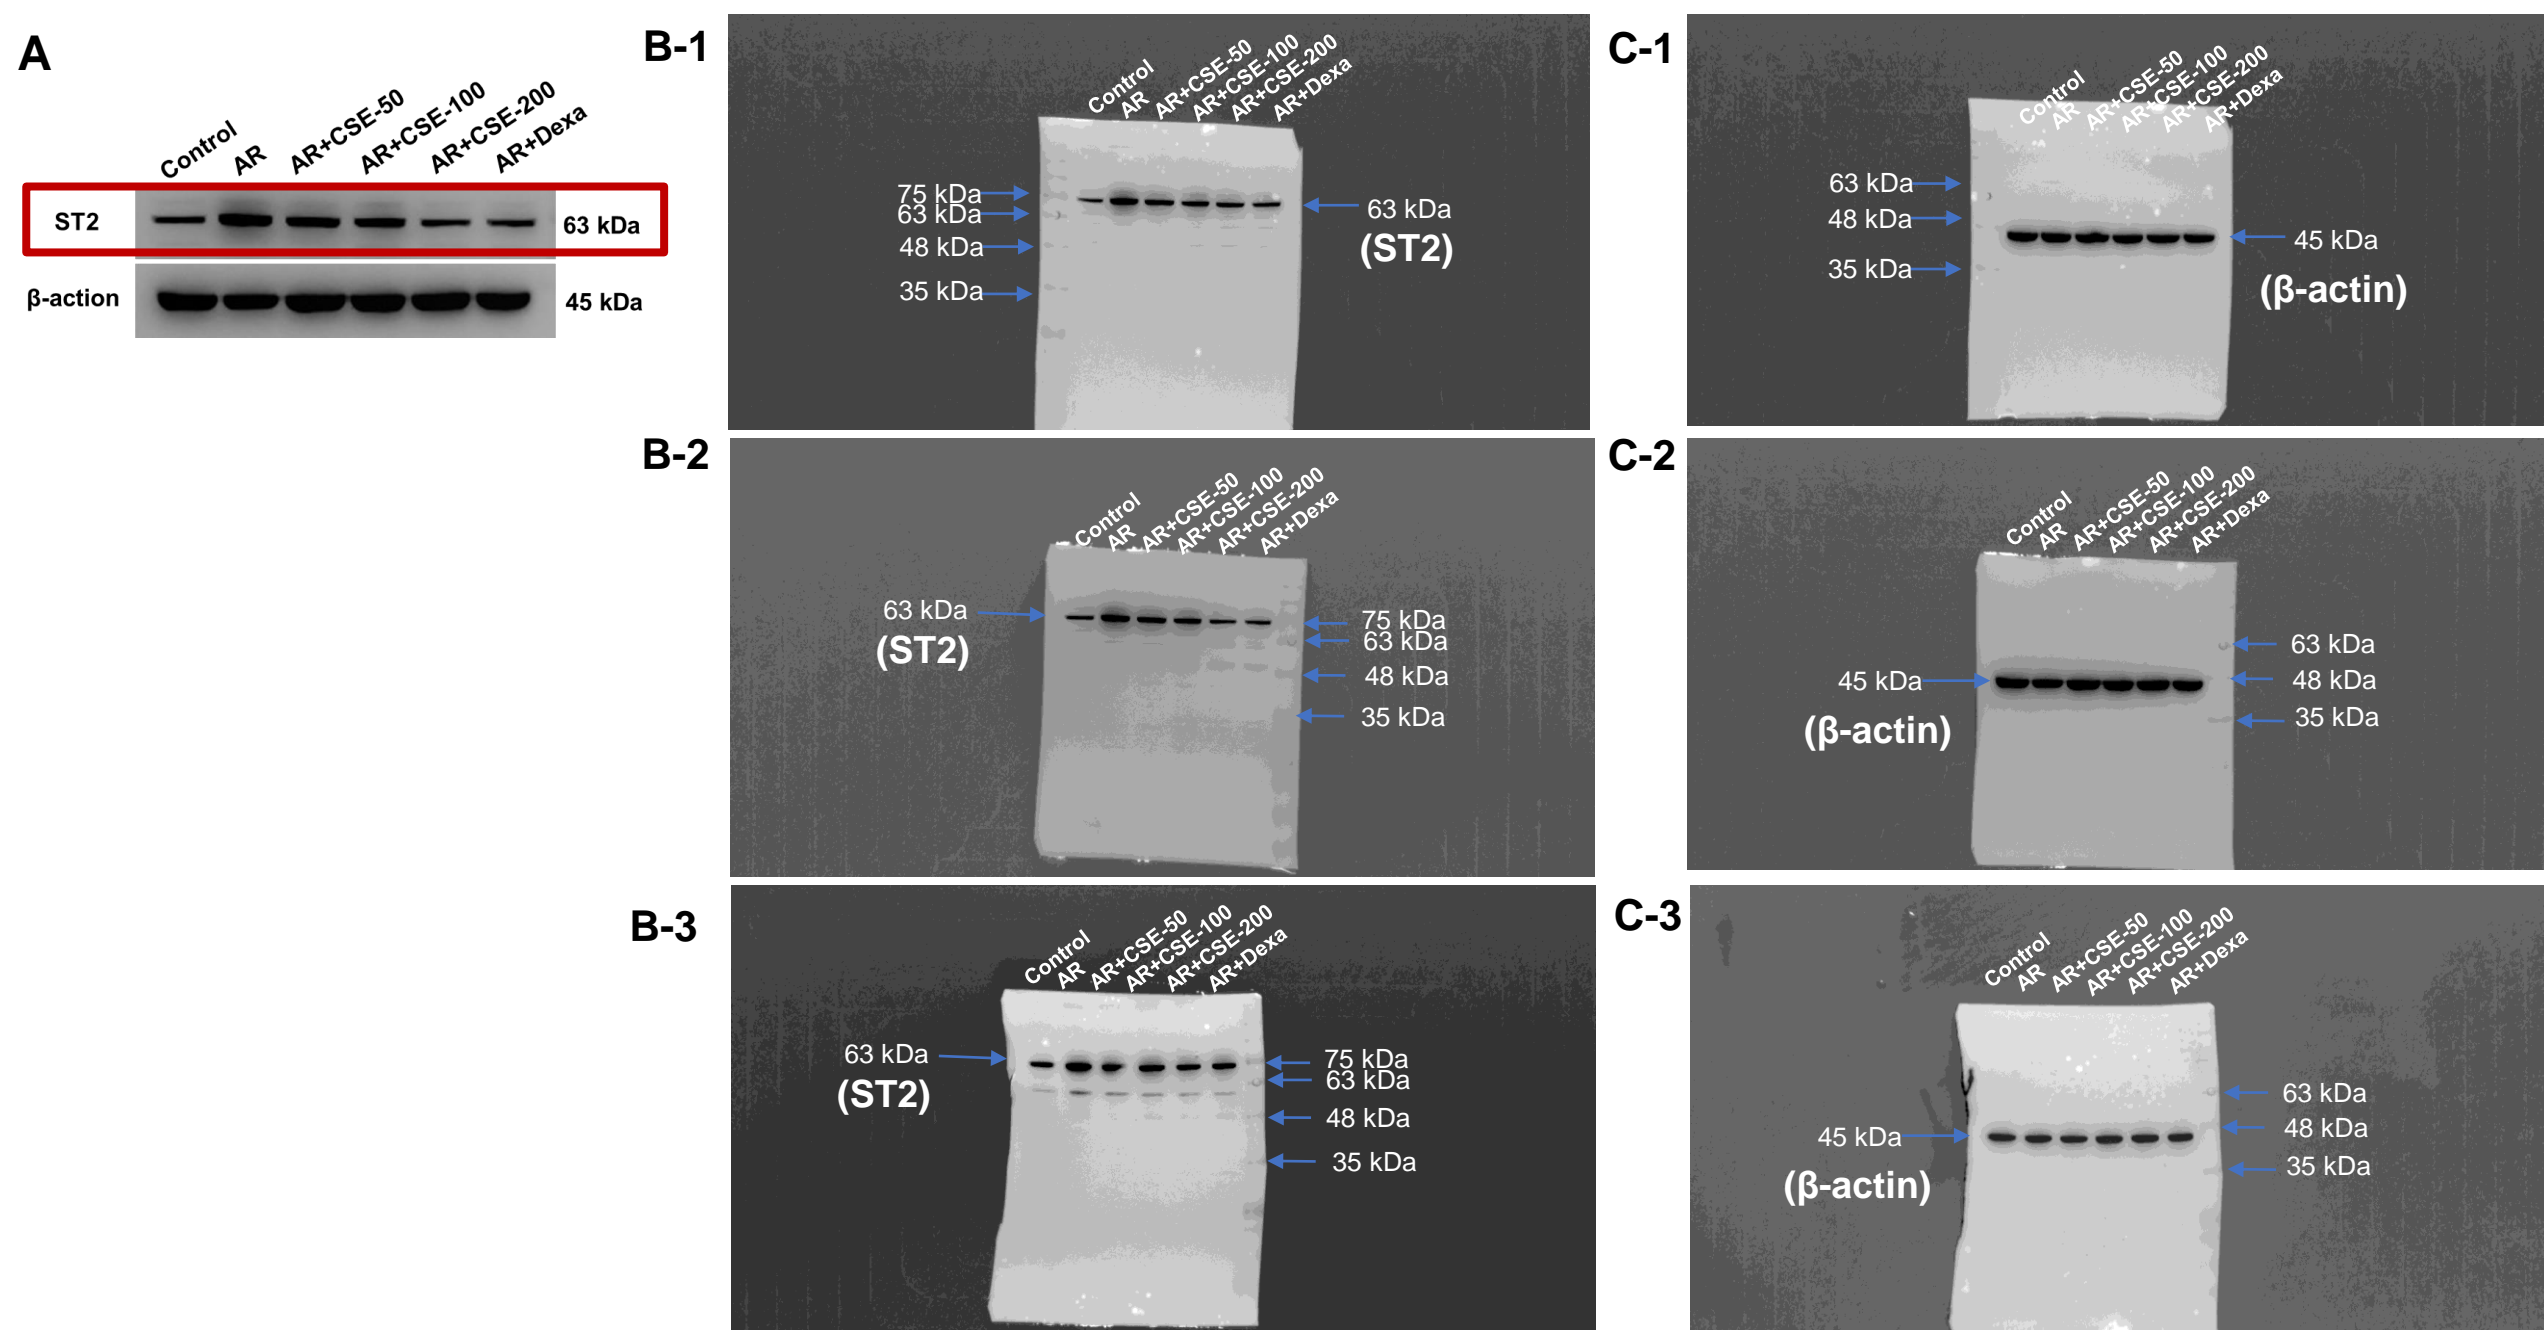 A
Control
AR
AR+CSE-50
AR+CSE-100
AR+CSE-200
AR+Dexa
ST2
63 kDa
β-action
45 kDa
B-1
Control
AR
AR+CSE-50
AR+CSE-100
AR+CSE-200
AR+Dexa
75 kDa
63 kDa
48 kDa
35 kDa
63 kDa
(ST2)
C-1
Control
AR
AR+CSE-50
AR+CSE-100
AR+CSE-200
AR+Dexa
63 kDa
48 kDa
35 kDa
45 kDa
(β-actin)
B-2
Control
AR
AR+CSE-50
AR+CSE-100
AR+CSE-200
AR+Dexa
63 kDa
(ST2)
75 kDa
63 kDa
48 kDa
35 kDa
C-2
Control
AR
AR+CSE-50
AR+CSE-100
AR+CSE-200
AR+Dexa
45 kDa
(β-actin)
63 kDa
48 kDa
35 kDa
B-3
Control
AR
AR+CSE-50
AR+CSE-100
AR+CSE-200
AR+Dexa
63 kDa
(ST2)
75 kDa
63 kDa
48 kDa
35 kDa
C-3
Control
AR
AR+CSE-50
AR+CSE-100
AR+CSE-200
AR+Dexa
45 kDa
(β-actin)
63 kDa
48 kDa
35 kDa